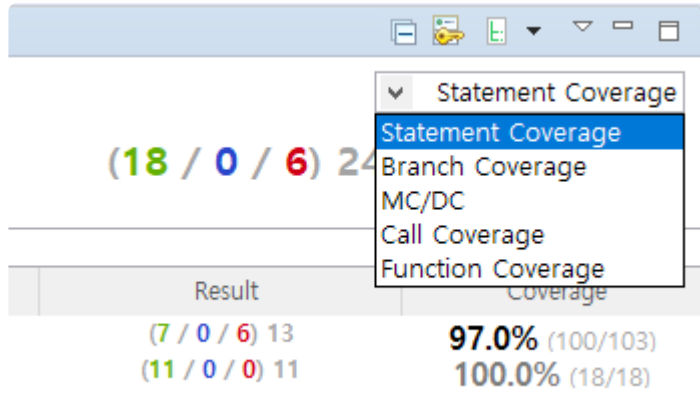 Statement Coverage
Statement Coverage
(18 / 0 / 6) 24
Branch Coverage
MC/DC
Call Coverage
Function Coverage
Result Coverage
(7 / 0 / 6) 13 97.0% (100/103)
(11 / 0 / 0) 11 100.0% (18/18)